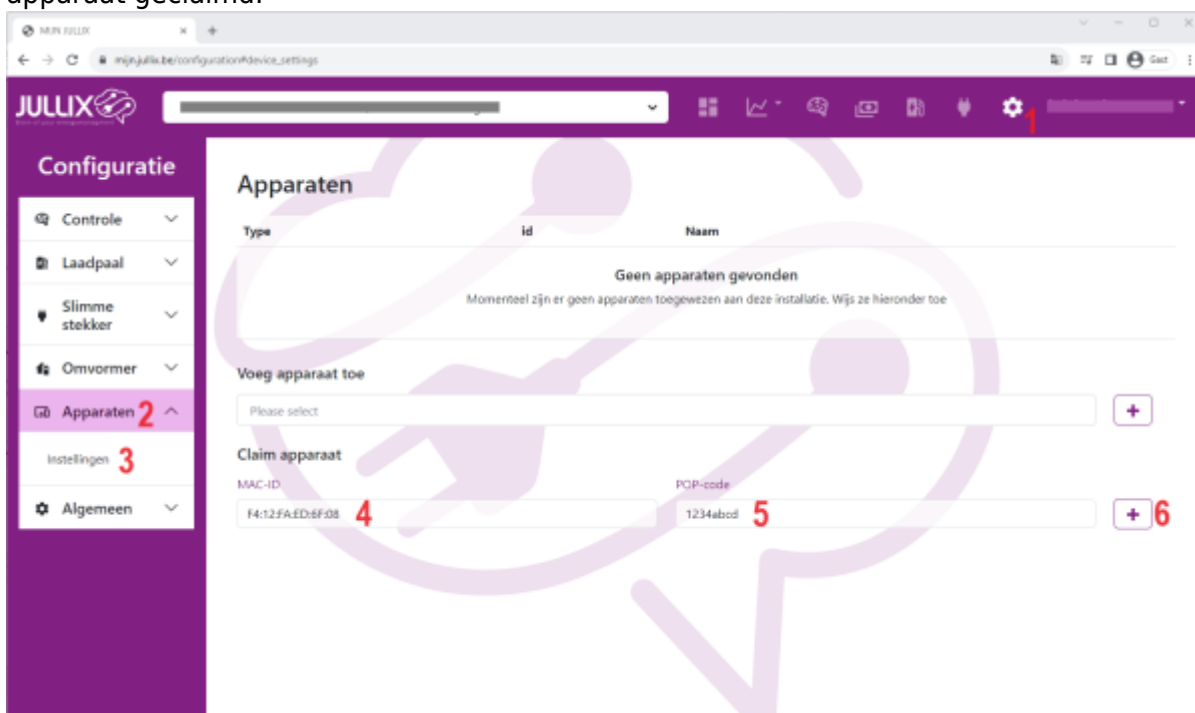 apparaat geclaimd.
MIJN JULLIX
mijn.jullix.be/configuration#device_settings
Gast
JULLIX
1
Configuratie
Controle
Laadpaal
Slimme
stekker
Omvormer
Apparaten 2
Instellingen 3
Algemeen
Apparaten
Type id Naam
Geen apparaten gevonden
Momenteel zijn er geen apparaten toegewezen aan deze installatie. Wijs ze hieronder toe
Voeg apparaat toe
Please select
+
Claim apparaat
MAC-ID POP-code
F4:12:FA:ED:6F:08 4 1234abcd 5 + 6